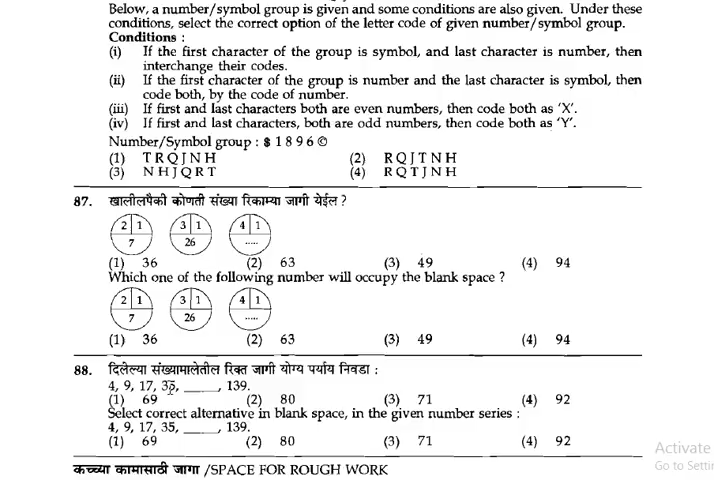 Below, a number/symbol group is given and some conditions are also given. Under these
conditions, select the correct option of the letter code of given number/symbol group.
Conditions :
(i) If the first character of the group is symbol, and last character is number, then
interchange their codes.
(ii) If the first character of the group is number and the last character is symbol, then
code both, by the code of number.
(iii) If first and last characters both are even numbers, then code both as 'X'.
(iv) If first and last characters, both are odd numbers, then code both as 'Y'.
Number/Symbol group : $ 1 8 9 6 ©
(1) T R Q J N H (2) R Q J T N H
(3) N H J Q R T (4) R Q T J N H
87. खालीलपैकी कोणती संख्या रिकाम्या जागी येईल ?
2 1 3 1 4 1
7 26 .....
(1) 36 (2) 63 (3) 49 (4) 94
Which one of the following number will occupy the blank space ?
2 1 3 1 4 1
7 26 .....
(1) 36 (2) 63 (3) 49 (4) 94
88. दिलेल्या संख्यामालेतील रिक्त जागी योग्य पर्याय निवडा :
4, 9, 17, 35, ____, 139.
(1) 69 (2) 80 (3) 71 (4) 92
Select correct alternative in blank space, in the given number series :
4, 9, 17, 35, ____, 139.
(1) 69 (2) 80 (3) 71 (4) 92
कच्च्या कामासाठी जागा /SPACE FOR ROUGH WORK
Activate
Go to Settin